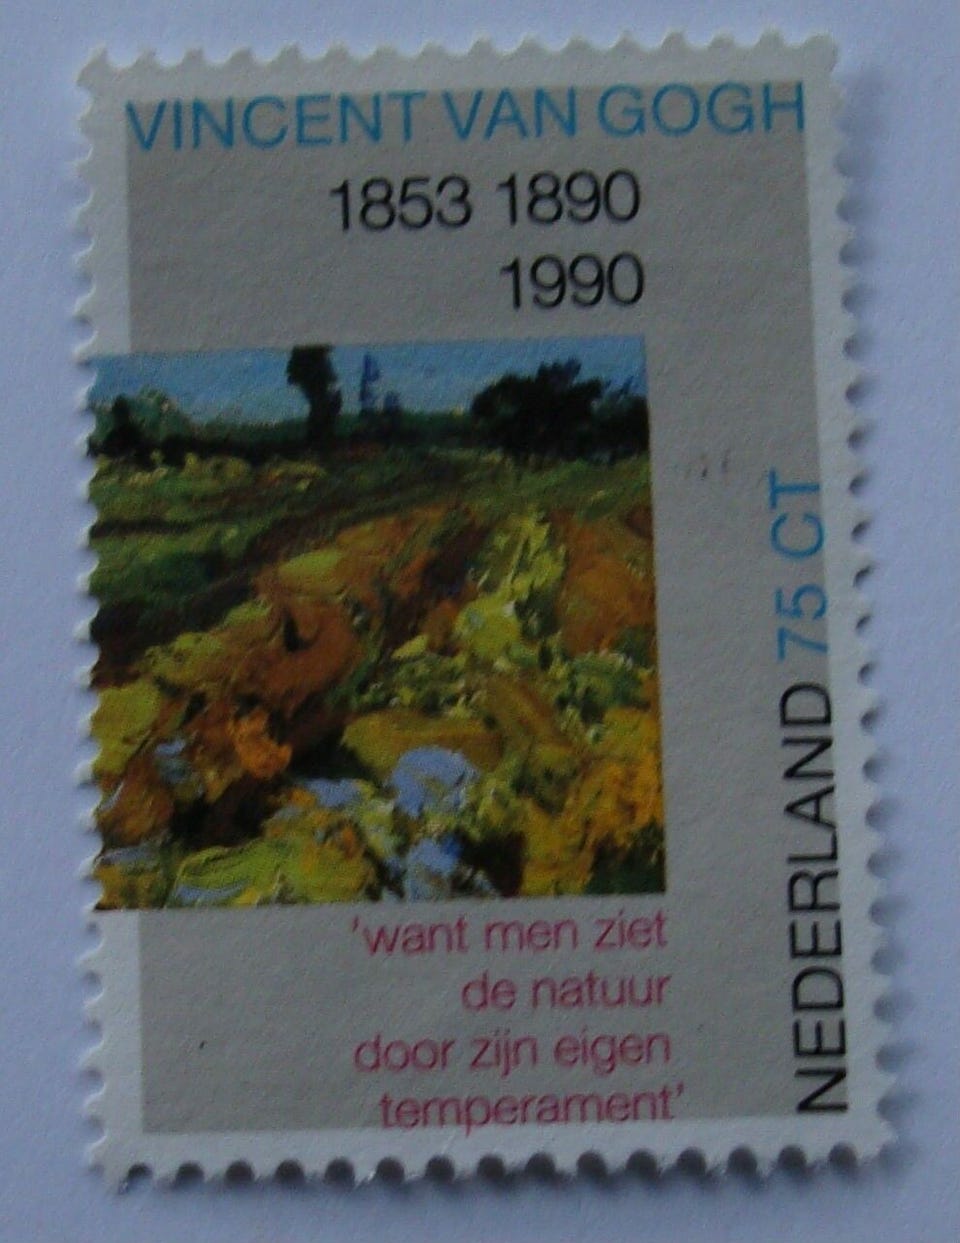 VINCENT VAN GOGH
1853 1890
1990
NEDERLAND 75 CT
'want men ziet
de natuur
door zijn eigen
temperament'